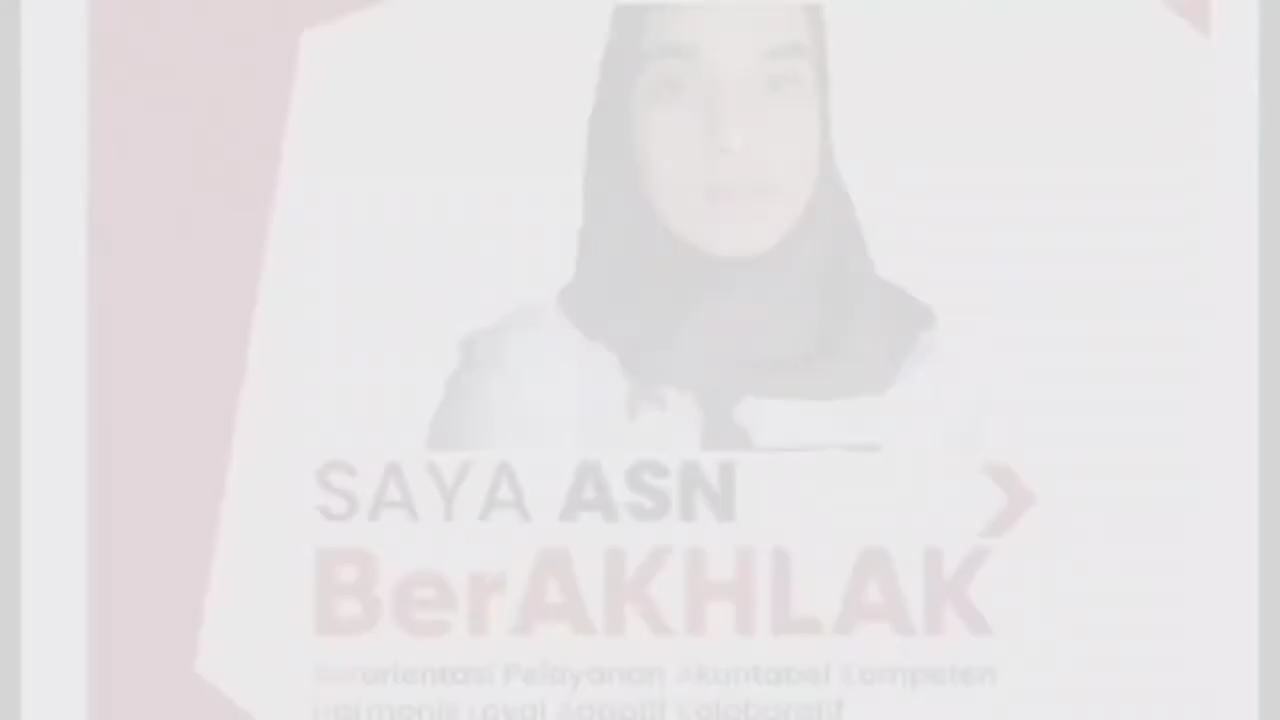 SAYA ASN
BerAKHLAK
Berorientasi Pelayanan Akuntabel Kompeten
Harmonis Loyal Adaptif Kolaboratif